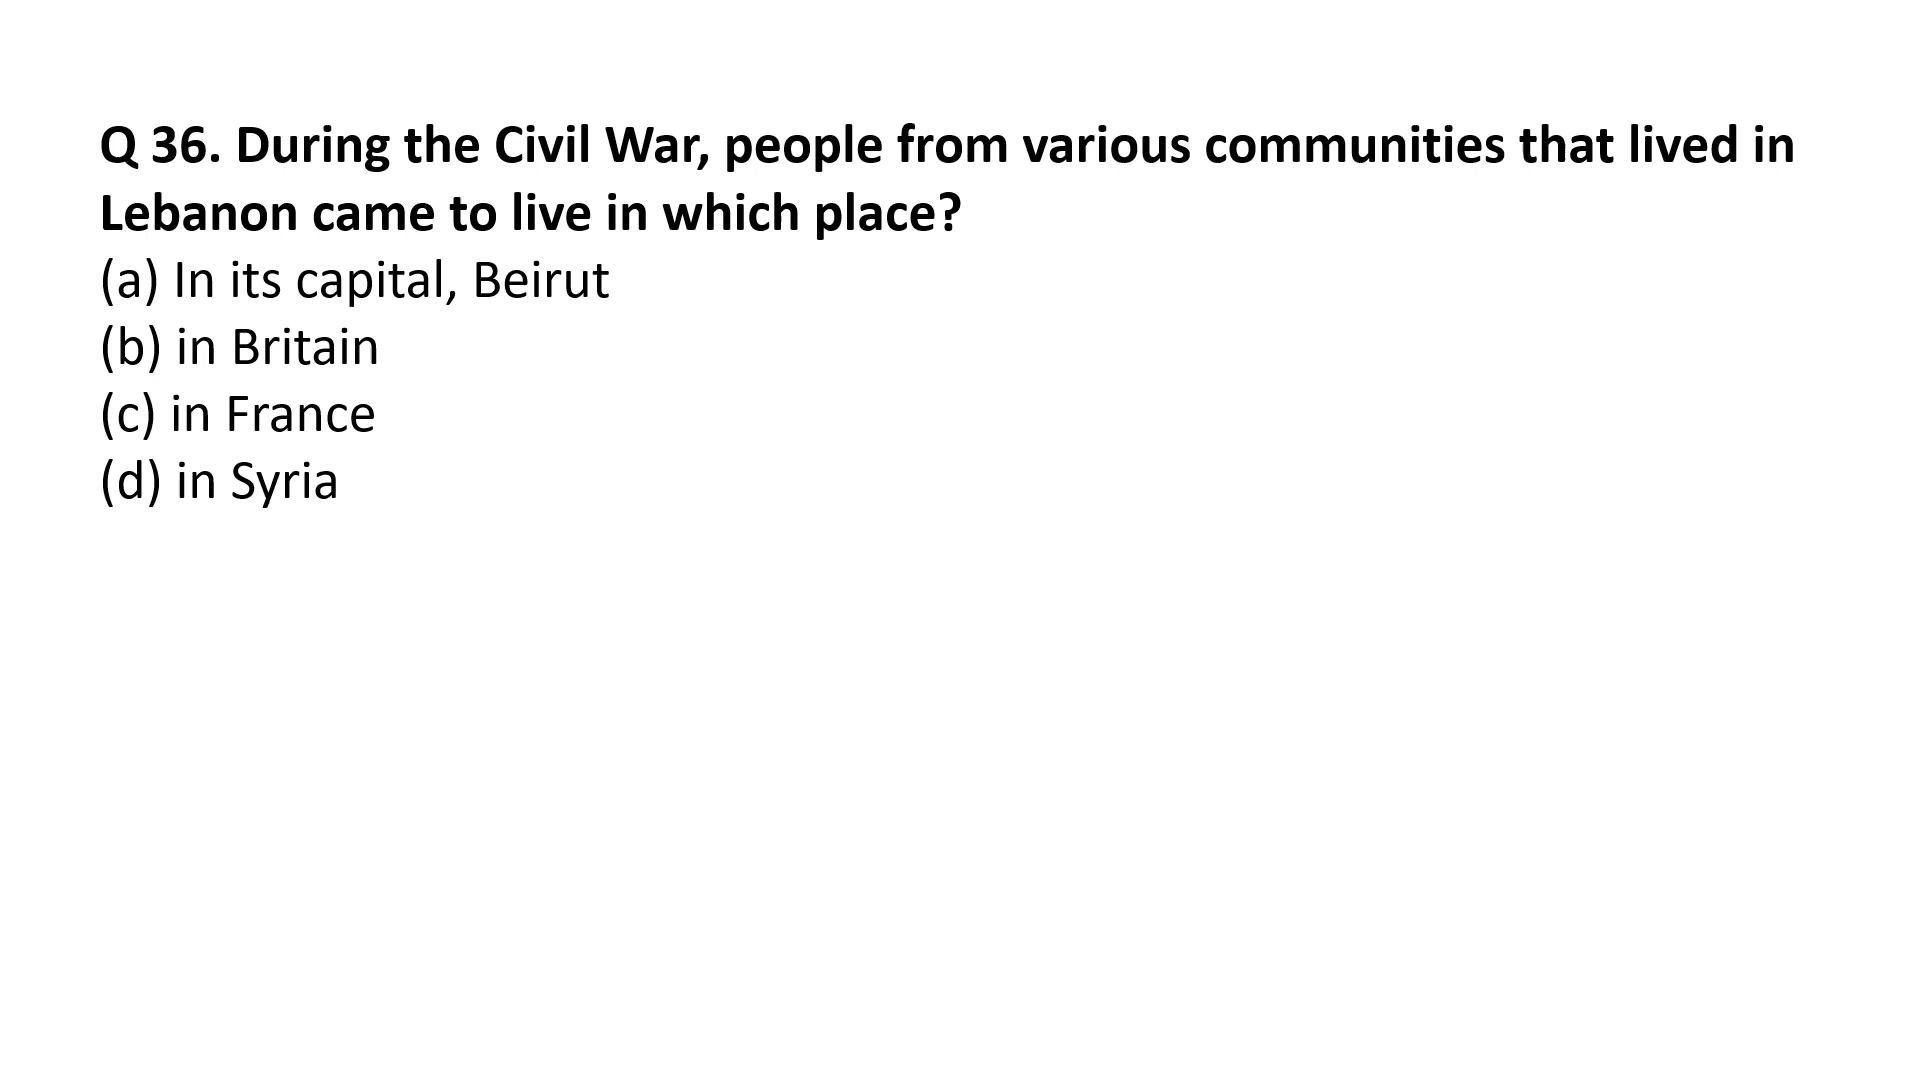 Q 36. During the Civil War, people from various communities that lived in
Lebanon came to live in which place?
(a) In its capital, Beirut
(b) in Britain
(c) in France
(d) in Syria